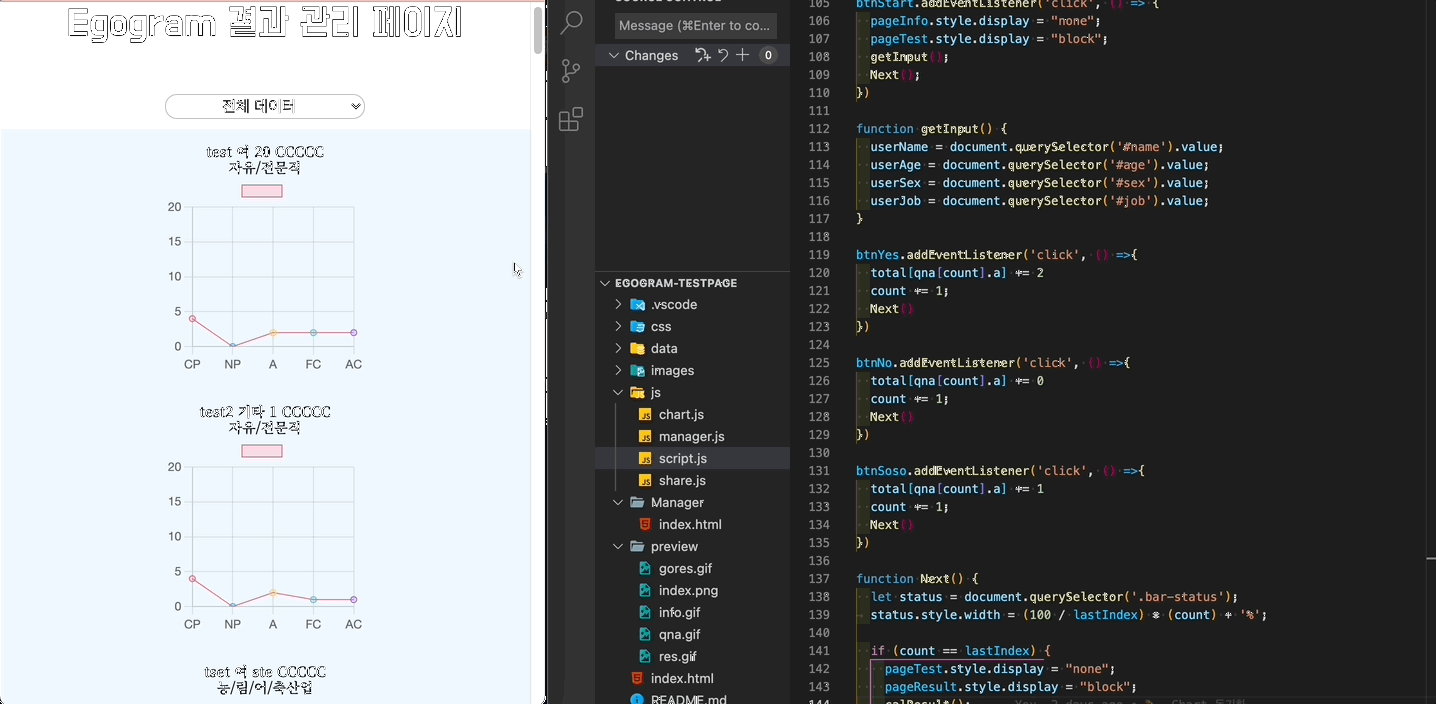 Egogram 결과 관리 페이지
전체 데이터
test 여 20 CCCCC
자유/전문직
20
15
10
5
0
CP NP A FC AC
test2 기타 1 CCCCC
자유/전문직
20
15
10
5
0
CP NP A FC AC
tset 여 ste CCCCC
농/림/어/축산업
Message (⌘Enter to co...
Changes 0
EGOGRAM-TESTPAGE
.vscode
css
data
images
js
chart.js
manager.js
script.js
share.js
Manager
index.html
preview
gores.gif
index.png
info.gif
qna.gif
res.gif
index.html
README.md
105 btnStart.addEventListener('click', () => {
106 pageInfo.style.display = "none";
107 pageTest.style.display = "block";
108 getInput();
109 Next();
110 })
111
112 function getInput() {
113 userName = document.querySelector('#name').value;
114 userAge = document.querySelector('#age').value;
115 userSex = document.querySelector('#sex').value;
116 userJob = document.querySelector('#job').value;
117 }
118
119 btnYes.addEventListener('click', () =>{
120 total[qna[count].a] += 2
121 count += 1;
122 Next()
123 })
124
125 btnNo.addEventListener('click', () =>{
126 total[qna[count].a] += 0
127 count += 1;
128 Next()
129 })
130
131 btnSoso.addEventListener('click', () =>{
132 total[qna[count].a] += 1
133 count += 1;
134 Next()
135 })
136
137 function Next() {
138 let status = document.querySelector('.bar-status');
139 status.style.width = (100 / lastIndex) * (count) + '%';
140
141 if (count == lastIndex) {
142 pageTest.style.display = "none";
143 pageResult.style.display = "block";
144 calResult();